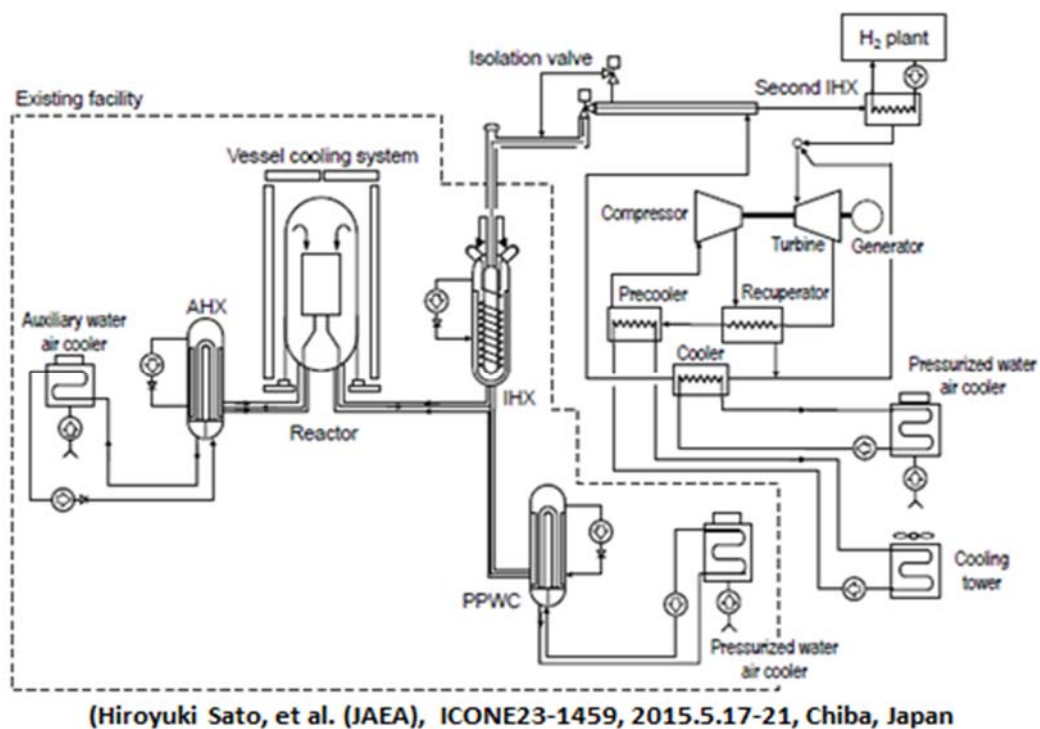 H₂ plant
Isolation valve
Second IHX
Existing facility
Vessel cooling system
Compressor
Turbine
Generator
AHX
Precooler
Recuperator
Auxiliary water
air cooler
Cooler
Pressurized water
air cooler
IHX
Reactor
PPWC
Cooling
tower
Pressurized water
air cooler
(Hiroyuki Sato, et al. (JAEA), ICONE23-1459, 2015.5.17-21, Chiba, Japan